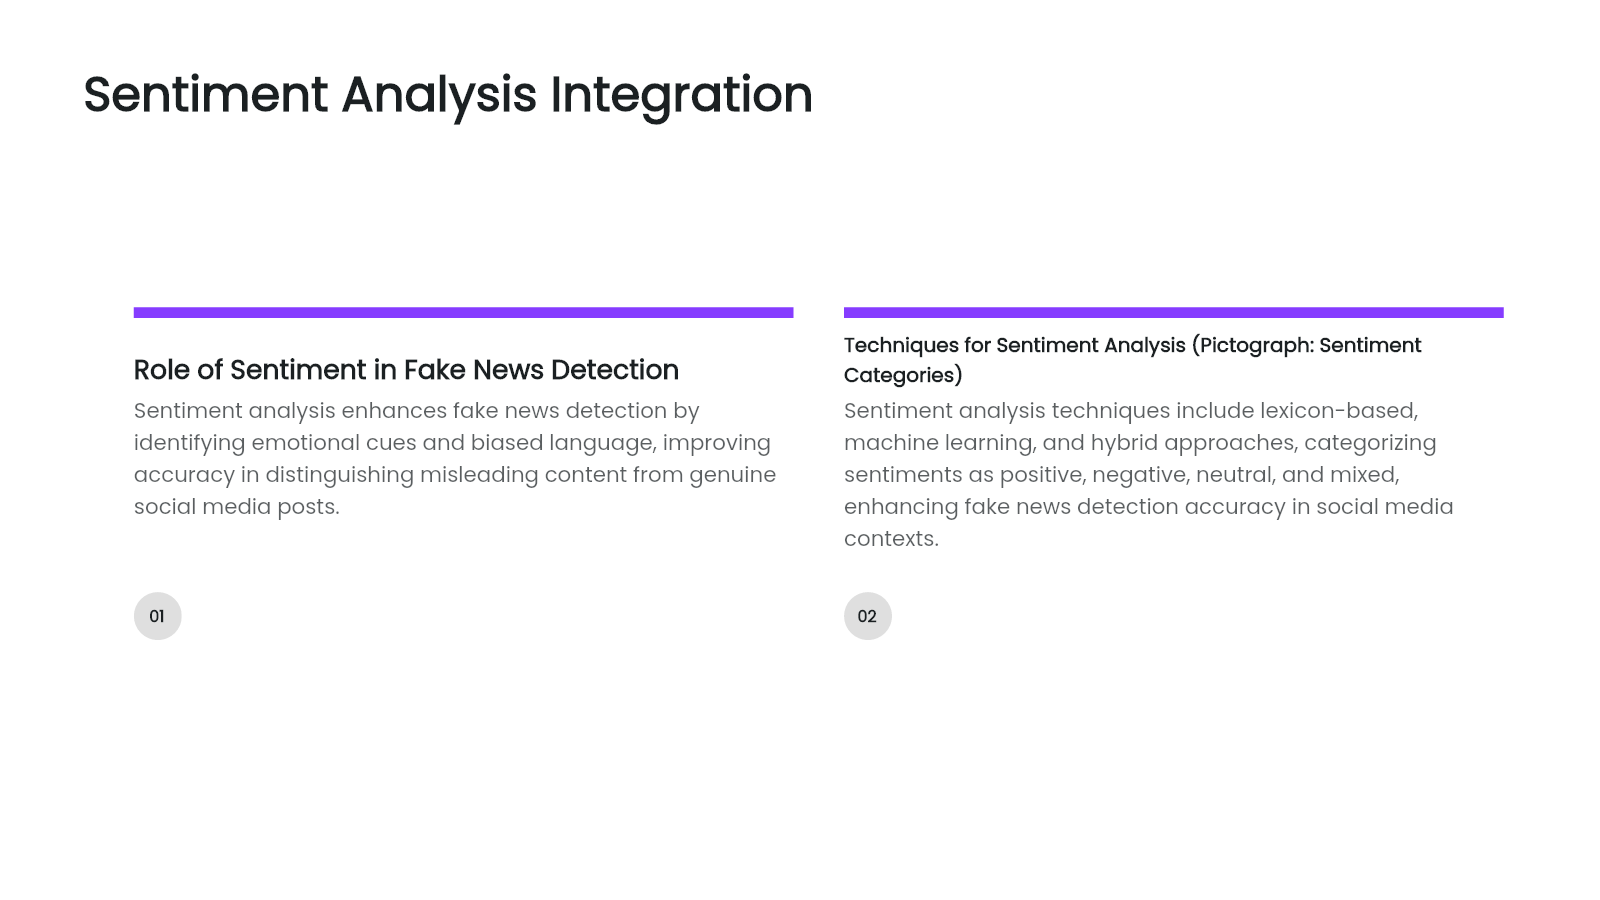 Sentiment Analysis Integration
Role of Sentiment in Fake News Detection
Sentiment analysis enhances fake news detection by
identifying emotional cues and biased language, improving
accuracy in distinguishing misleading content from genuine
social media posts.
01
Techniques for Sentiment Analysis (Pictograph: Sentiment
Categories)
Sentiment analysis techniques include lexicon-based,
machine learning, and hybrid approaches, categorizing
sentiments as positive, negative, neutral, and mixed,
enhancing fake news detection accuracy in social media
contexts.
02